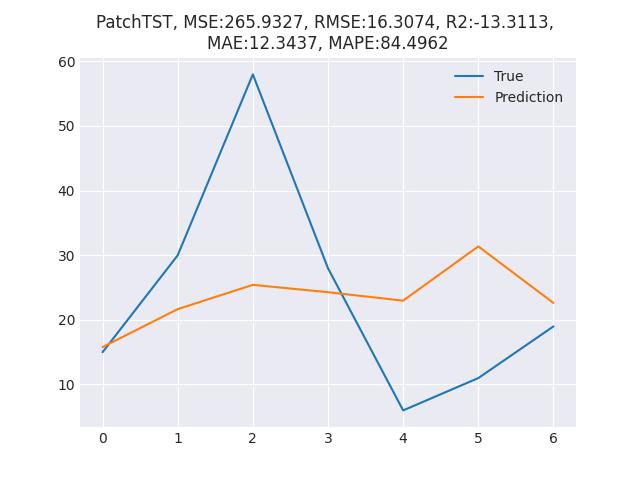 PatchTST, MSE:265.9327, RMSE:16.3074, R2:-13.3113,
MAE:12.3437, MAPE:84.4962
True
Prediction
60
50
40
30
20
10
0 1 2 3 4 5 6